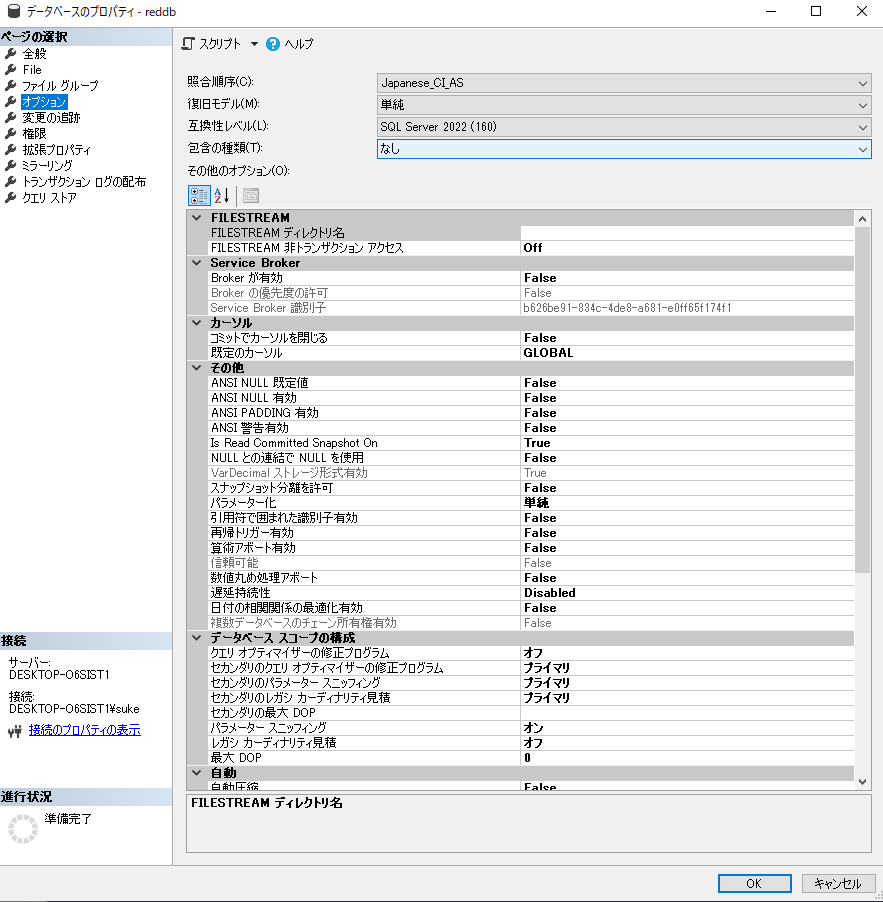 データベースのプロパティ - reddb
ページの選択
全般
File
ファイル グループ
オプション
変更の追跡
権限
拡張プロパティ
ミラーリング
トランザクション ログの配布
クエリ ストア
接続
サーバー:
DESKTOP-O6SIST1
接続:
DESKTOP-O6SIST1¥suke
接続のプロパティの表示
進行状況
準備完了
スクリプト ヘルプ
照合順序(C): Japanese_CI_AS
復旧モデル(M): 単純
互換性レベル(L): SQL Server 2022 (160)
包含の種類(T): なし
その他のオプション(O):
FILESTREAM
FILESTREAM ディレクトリ名
FILESTREAM 非トランザクション アクセス Off
Service Broker
Broker が有効 False
Broker の優先度の許可 False
Service Broker 識別子 b626be91-834c-4de8-a681-e0ff65f174f1
カーソル
コミットでカーソルを閉じる False
既定のカーソル GLOBAL
その他
ANSI NULL 既定値 False
ANSI NULL 有効 False
ANSI PADDING 有効 False
ANSI 警告有効 False
Is Read Committed Snapshot On True
NULL との連結で NULL を使用 False
VarDecimal ストレージ形式有効 True
スナップショット分離を許可 False
パラメーター化 単純
引用符で囲まれた識別子有効 False
再帰トリガー有効 False
算術アボート有効 False
信頼可能 False
数値丸め処理アボート False
遅延持続性 Disabled
日付の相関関係の最適化有効 False
複数データベースのチェーン所有権有効 False
データベース スコープの構成
クエリ オプティマイザーの修正プログラム オフ
セカンダリのクエリ オプティマイザーの修正プログラム プライマリ
セカンダリのパラメーター スニッフィング プライマリ
セカンダリのレガシ カーディナリティ見積 プライマリ
セカンダリの最大 DOP
パラメーター スニッフィング オン
レガシ カーディナリティ見積 オフ
最大 DOP 0
自動
自動圧縮 False
FILESTREAM ディレクトリ名
OK キャンセル